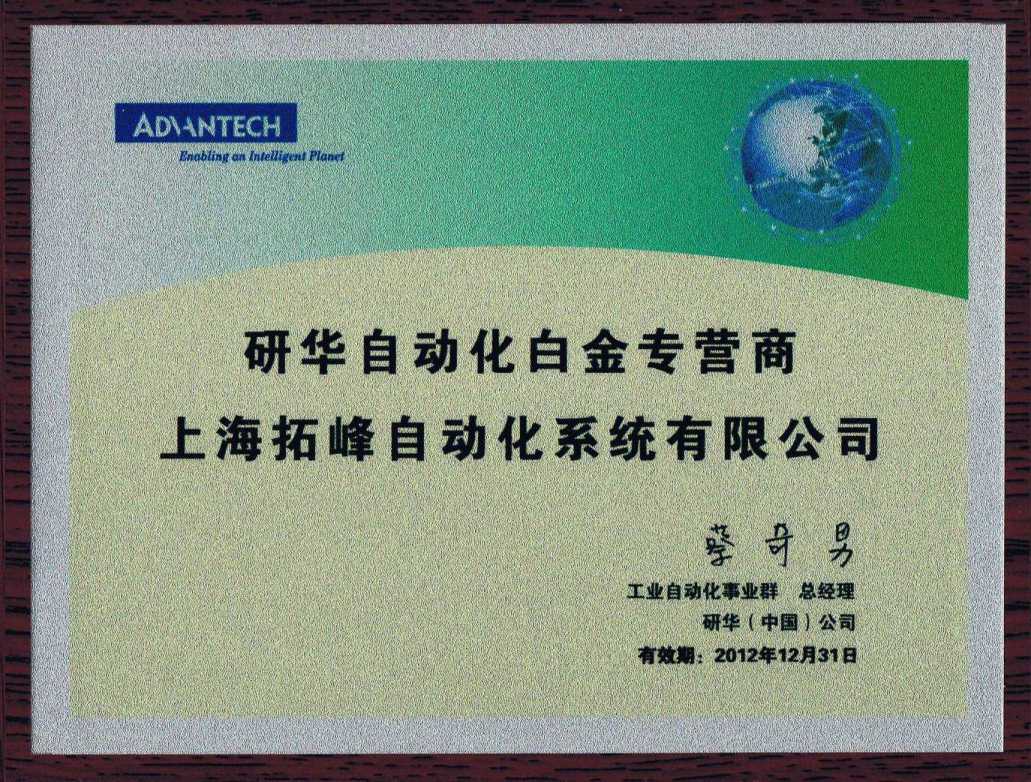 ADVANTECH
Enabling an Intelligent Planet
研华自动化白金专营商
上海拓峰自动化系统有限公司
蔡奇男
工业自动化事业群 总经理
研华（中国）公司
有效期：2012年12月31日